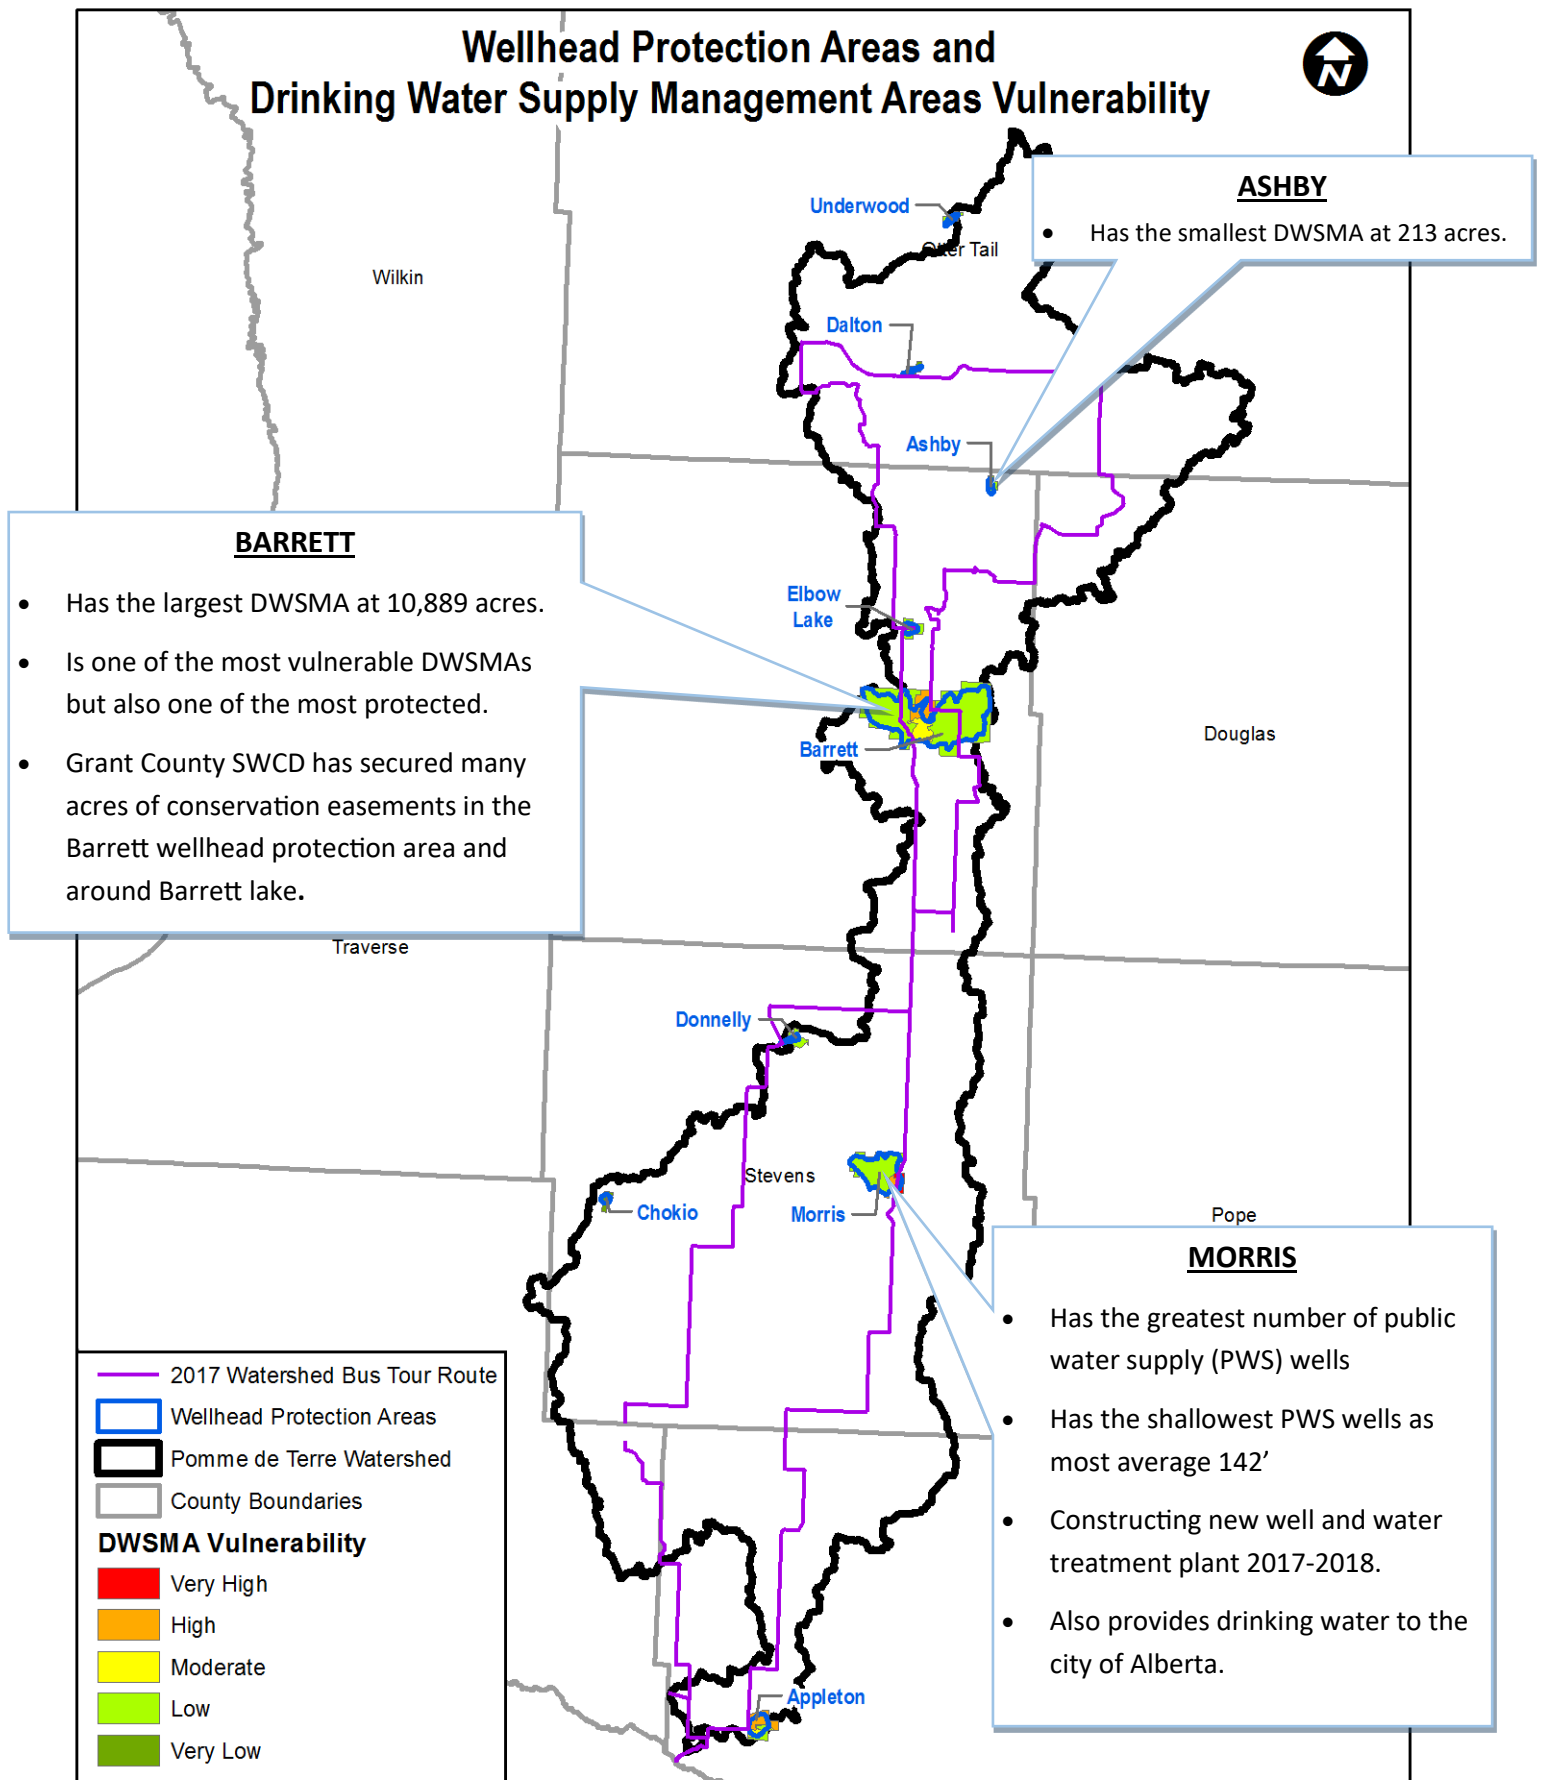 Wellhead Protection Areas and
Drinking Water Supply Management Areas Vulnerability
N
ASHBY
• Has the smallest DWSMA at 213 acres.
Underwood
Otter Tail
Wilkin
Dalton
Ashby
BARRETT
• Has the largest DWSMA at 10,889 acres.
• Is one of the most vulnerable DWSMAs
but also one of the most protected.
• Grant County SWCD has secured many
acres of conservation easements in the
Barrett wellhead protection area and
around Barrett lake.
Elbow
Lake
Barrett
Douglas
Traverse
Donnelly
Stevens
Chokio
Morris
Pope
MORRIS
• Has the greatest number of public
water supply (PWS) wells
• Has the shallowest PWS wells as
most average 142’
• Constructing new well and water
treatment plant 2017-2018.
• Also provides drinking water to the
city of Alberta.
Appleton
2017 Watershed Bus Tour Route
Wellhead Protection Areas
Pomme de Terre Watershed
County Boundaries
DWSMA Vulnerability
Very High
High
Moderate
Low
Very Low